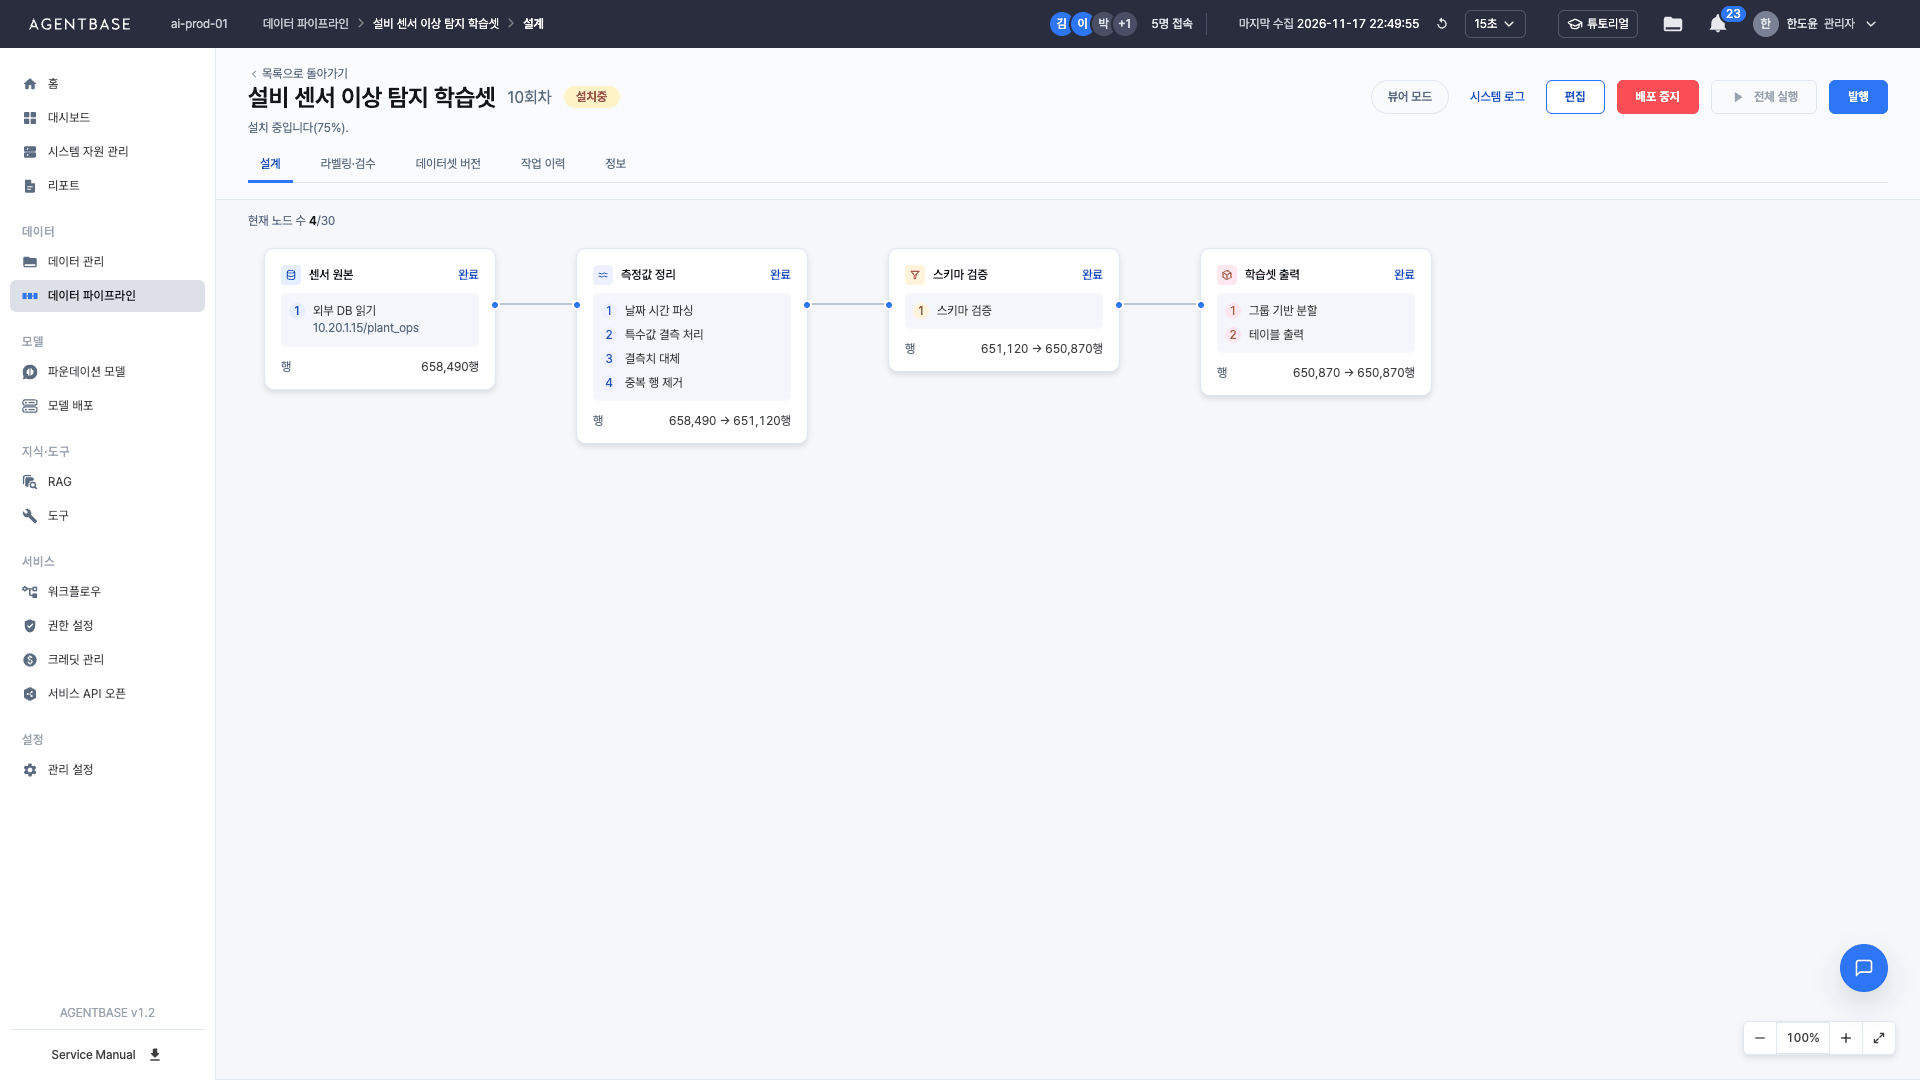 AGENTBASE
ai-prod-01
데이터 파이프라인 > 설비 센서 이상 탐지 학습셋 > 설계
김 이 박 +1 5명 접속
마지막 수집 2026-11-17 22:49:55
15초
튜토리얼
23
한 한도윤 관리자
홈
대시보드
시스템 자원 관리
리포트
데이터
데이터 관리
데이터 파이프라인
모델
파운데이션 모델
모델 배포
지식·도구
RAG
도구
서비스
워크플로우
권한 설정
크레딧 관리
서비스 API 오픈
설정
관리 설정
AGENTBASE v1.2
Service Manual
목록으로 돌아가기
설비 센서 이상 탐지 학습셋 10회차 설치중
설치 중입니다(75%).
뷰어 모드
시스템 로그
편집
배포 중지
전체 실행
발행
설계
라벨링·검수
데이터셋 버전
작업 이력
정보
현재 노드 수 4/30
센서 원본 완료
1 외부 DB 읽기
10.20.1.15/plant_ops
행 658,490행
측정값 정리 완료
1 날짜 시간 파싱
2 특수값 결측 처리
3 결측치 대체
4 중복 행 제거
행 658,490 → 651,120행
스키마 검증 완료
1 스키마 검증
행 651,120 → 650,870행
학습셋 출력 완료
1 그룹 기반 분할
2 테이블 출력
행 650,870 → 650,870행
100%